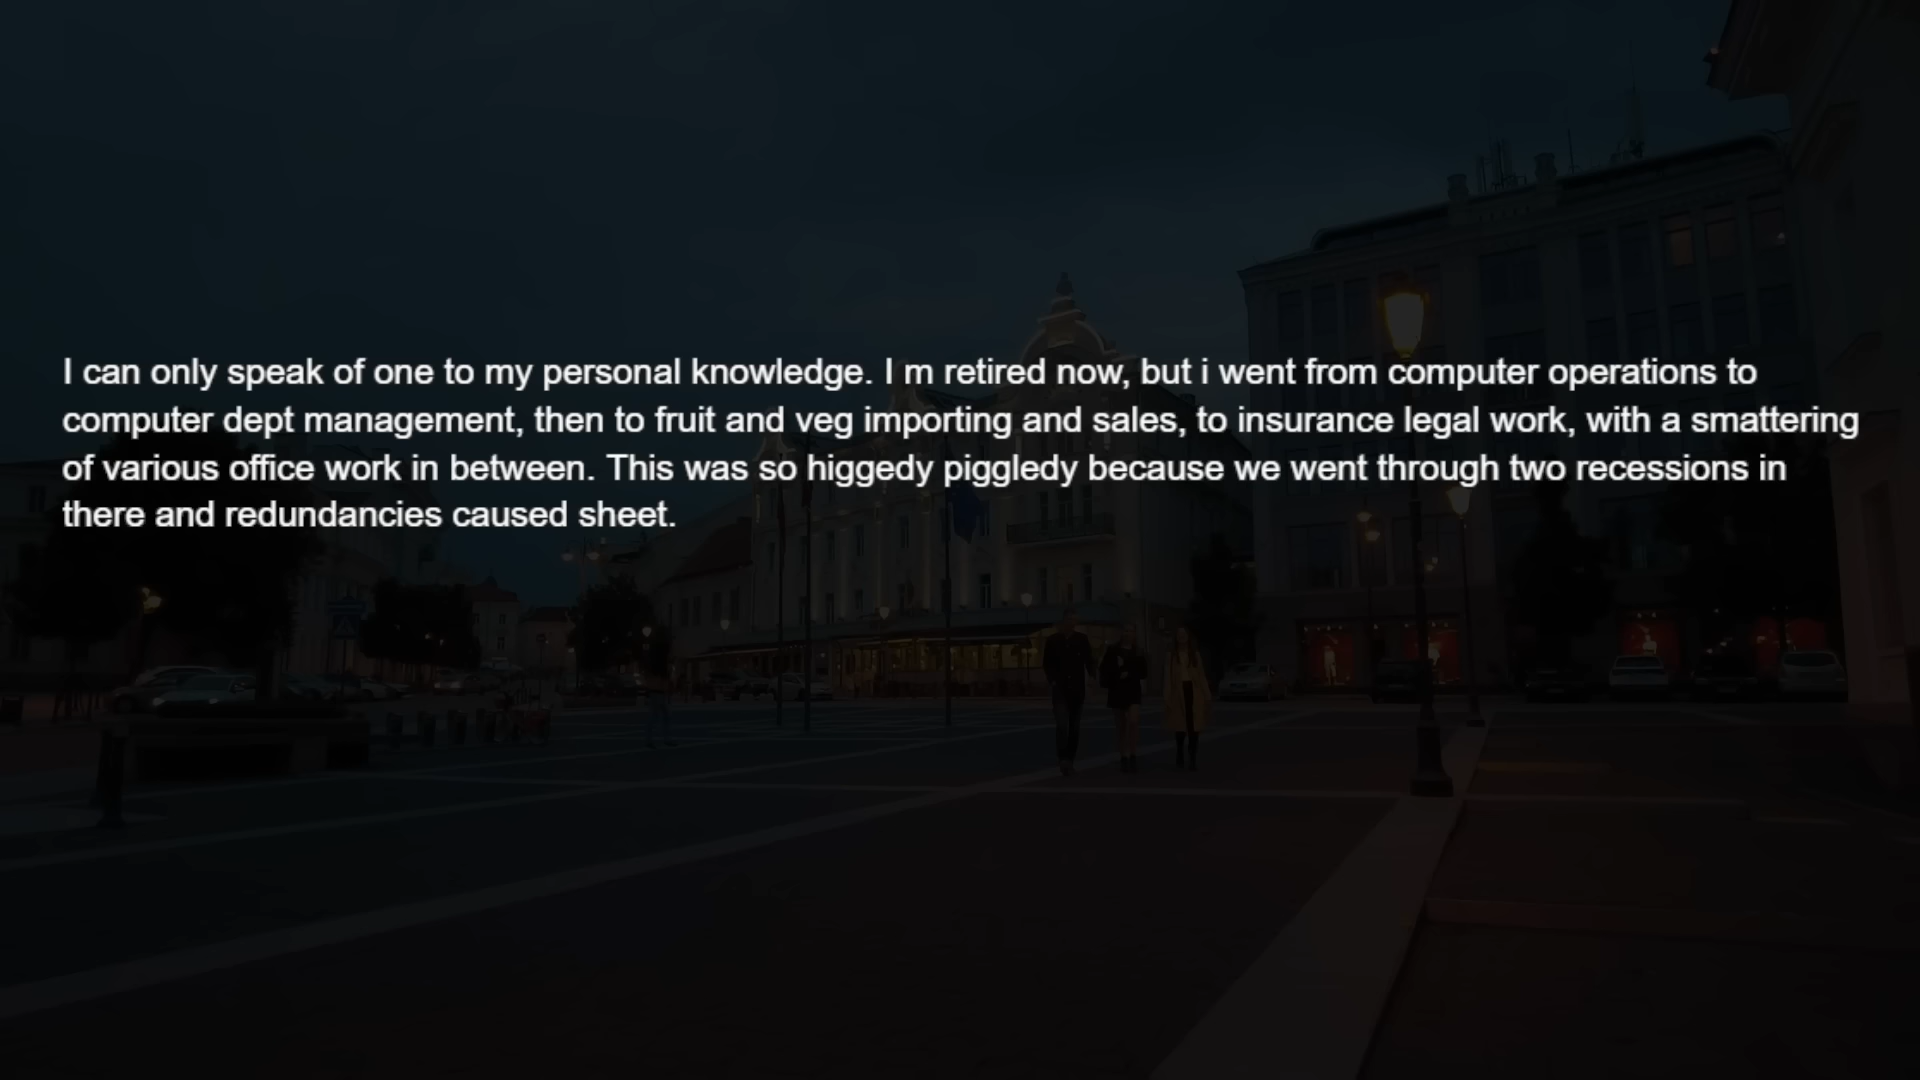 I can only speak of one to my personal knowledge. I m retired now, but i went from computer operations to
computer dept management, then to fruit and veg importing and sales, to insurance legal work, with a smattering
of various office work in between. This was so higgedy piggledy because we went through two recessions in
there and redundancies caused sheet.